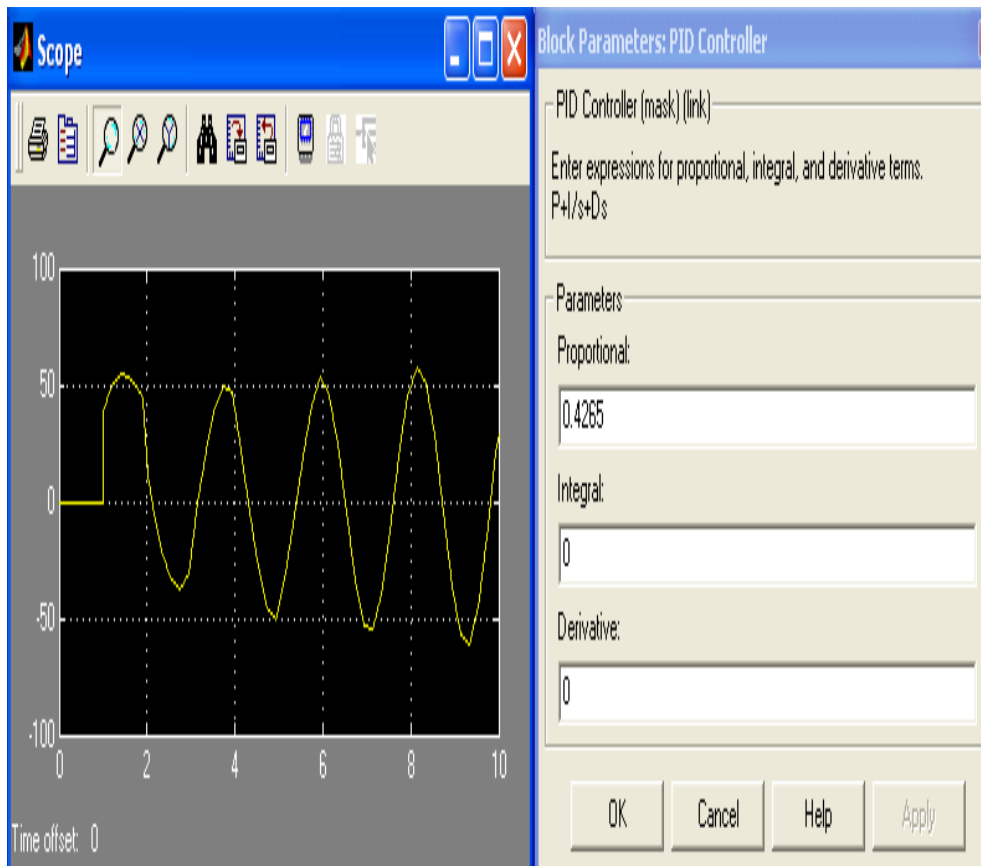 Scope
100
50
0
-50
-100
0 2 4 6 8 10
Time offset: 0
Block Parameters: PID Controller
PID Controller (mask) (link)
Enter expressions for proportional, integral, and derivative terms.
P+I/s+Ds
Parameters
Proportional:
0.4265
Integral:
0
Derivative:
0
OK Cancel Help Apply